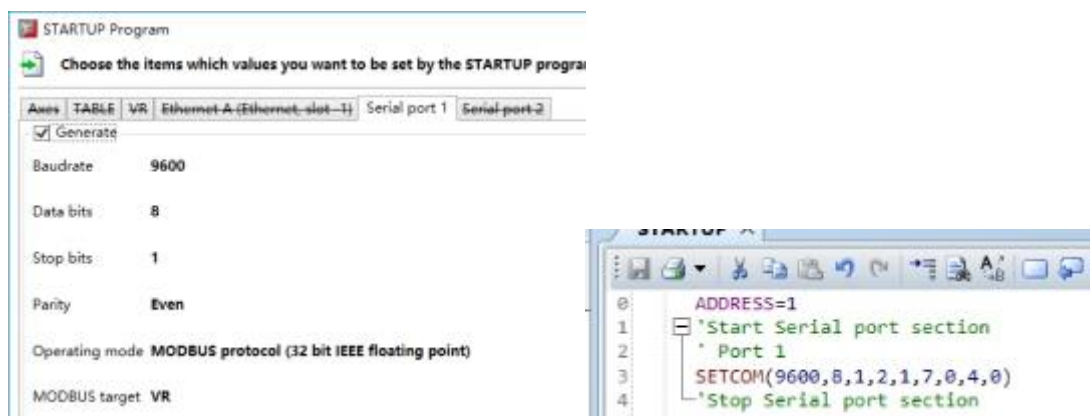 STARTUP Program
Choose the items which values you want to be set by the STARTUP
Axes TABLE VR Ethernet A (Ethernet, slot -1) Serial port 1 Serial port 2
Generate
Baudrate 9600
Data bits 8
Stop bits 1
Parity Even
Operating mode MODBUS protocol (32 bit IEEE floating point)
MODBUS target VR
STARTUP
0 ADDRESS=1
1 'Start Serial port section
2 ' Port 1
3 SETCOM(9600,8,1,2,1,7,0,4,0)
4 'Stop Serial port section